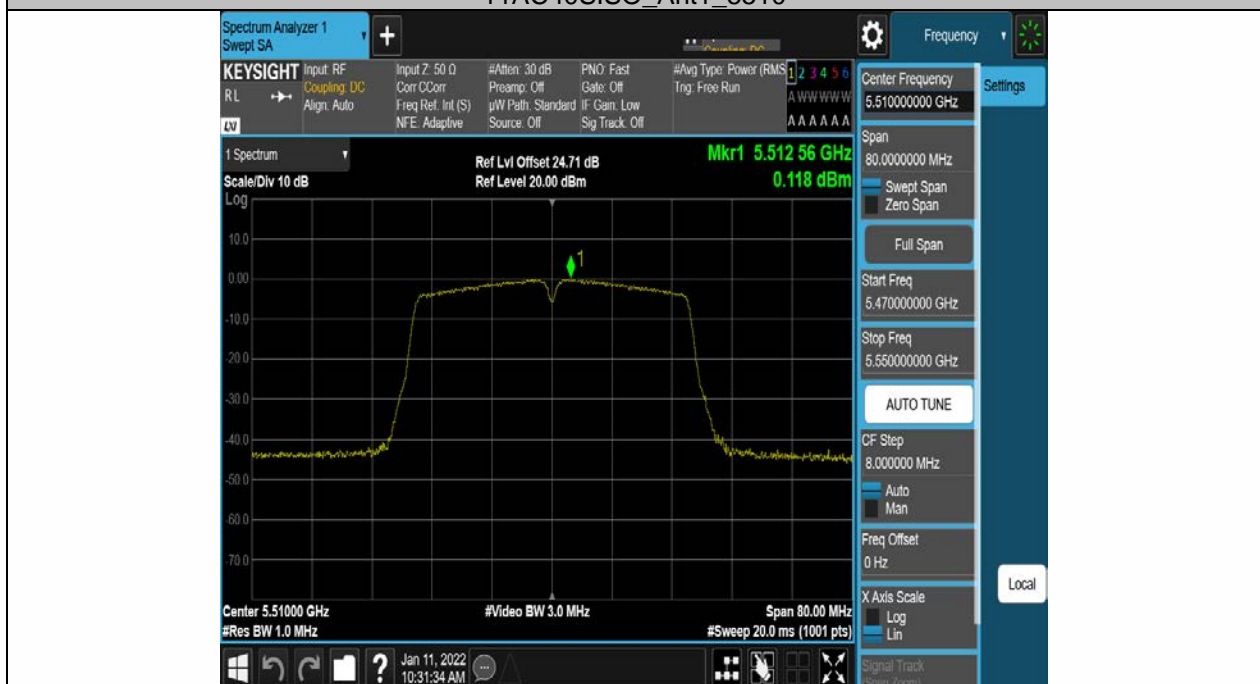 Spectrum Analyzer 1
Swept SA
+
Frequency
KEYSIGHT
RL
LXI
Input: RF
Coupling: DC
Align: Auto
Input Z: 50 Ω
Corr CCorr
Freq Ref: Int (S)
NFE: Adaptive
#Atten: 30 dB
Preamp: Off
µW Path: Standard
Source: Off
PNO: Fast
Gate: Off
IF Gain: Low
Sig Track: Off
#Avg Type: Power (RMS
Trig: Free Run
1 2 3 4 5 6
A W W W W W
A A A A A A
1 Spectrum
Scale/Div 10 dB
Log
Ref Lvl Offset 24.71 dB
Ref Level 20.00 dBm
Mkr1 5.512 56 GHz
0.118 dBm
10.0
0.00
-10.0
-20.0
-30.0
-40.0
-50.0
-60.0
-70.0
1
Center 5.51000 GHz
#Res BW 1.0 MHz
#Video BW 3.0 MHz
Span 80.00 MHz
#Sweep 20.0 ms (1001 pts)
Center Frequency
5.510000000 GHz
Span
80.0000000 MHz
Swept Span
Zero Span
Full Span
Start Freq
5.470000000 GHz
Stop Freq
5.550000000 GHz
AUTO TUNE
CF Step
8.000000 MHz
Auto
Man
Freq Offset
0 Hz
X Axis Scale
Log
Lin
Signal Track
Settings
Local
?
Jan 11, 2022
10:31:34 AM